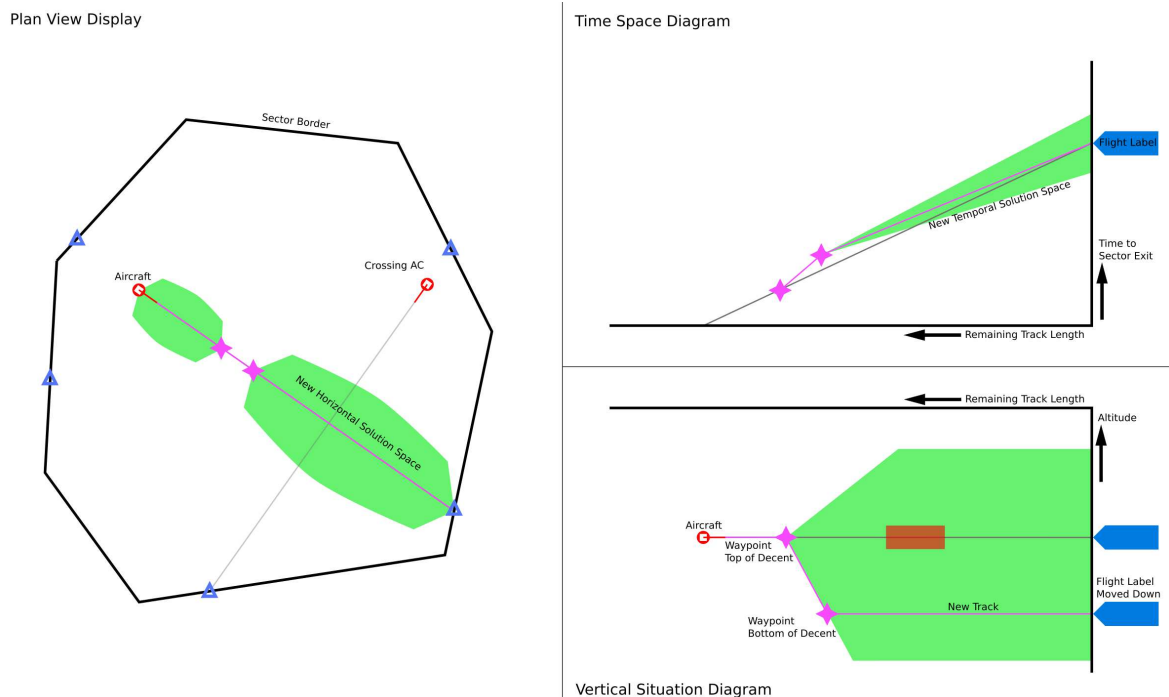 Plan View Display
Sector Border
Aircraft
Crossing AC
New Horizontal Solution Space
Time Space Diagram
Flight Label
New Temporal Solution Space
Time to
Sector Exit
Remaining Track Length
Remaining Track Length
Altitude
Aircraft
Waypoint
Top of Decent
Flight Label
Moved Down
New Track
Waypoint
Bottom of Decent
Vertical Situation Diagram